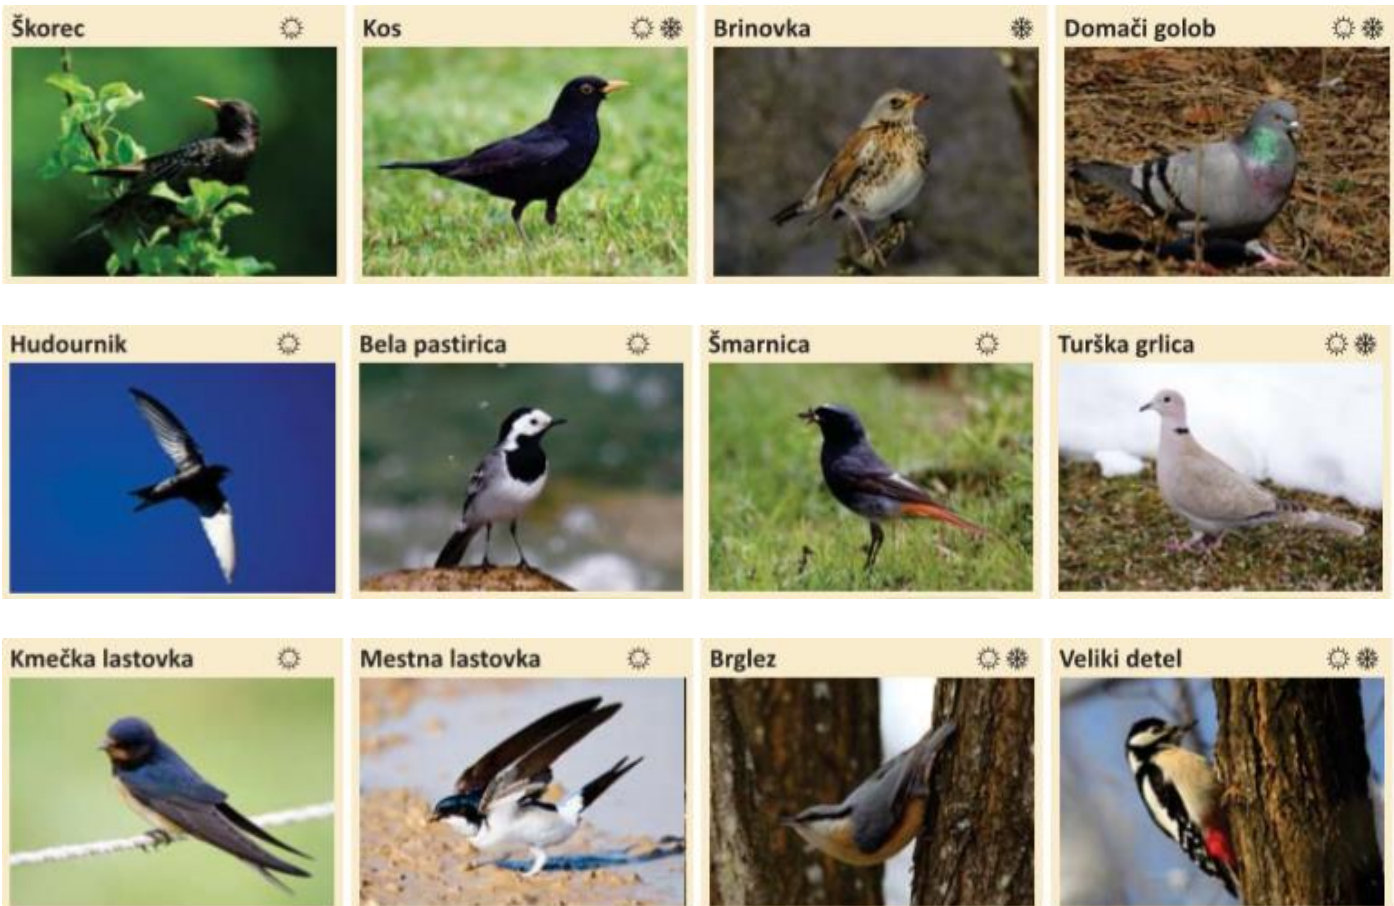 Škorec
Kos
Brinovka
Domači golob
Hudournik
Bela pastirica
Šmarnica
Turška grlica
Kmečka lastovka
Mestna lastovka
Brglez
Veliki detel